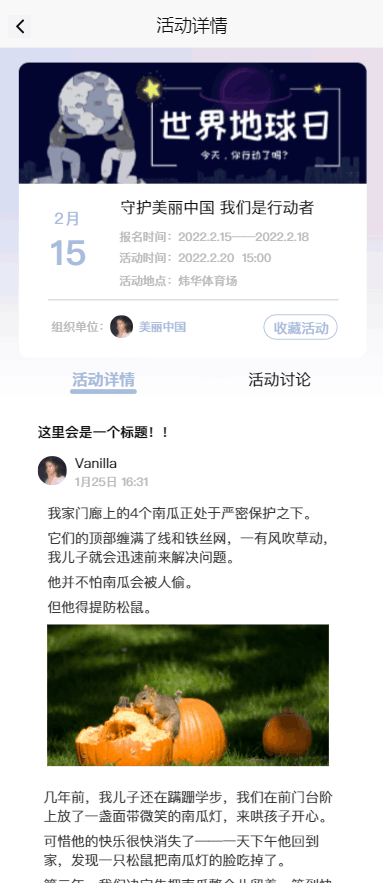 活动详情
世界地球日
今天，你行动了吗？
2月
15
守护美丽中国 我们是行动者
报名时间：2022.2.15——2022.2.18
活动时间：2022.2.20 15:00
活动地点：炜华体育场
组织单位：
美丽中国
收藏活动
活动详情
活动讨论
这里会是一个标题！！
Vanilla
1月25日 16:31
我家门廊上的4个南瓜正处于严密保护之下。
它们的顶部缠满了线和铁丝网，一有风吹草动，
我儿子就会迅速前来解决问题。
他并不怕南瓜会被人偷。
但他得提防松鼠。
几年前，我儿子还在蹒跚学步，我们在前门台阶
上放了一盏面带微笑的南瓜灯，来哄孩子开心。
可惜他的快乐很快消失了——一天下午他回到
家，发现一只松鼠把南瓜灯的脸吃掉了。